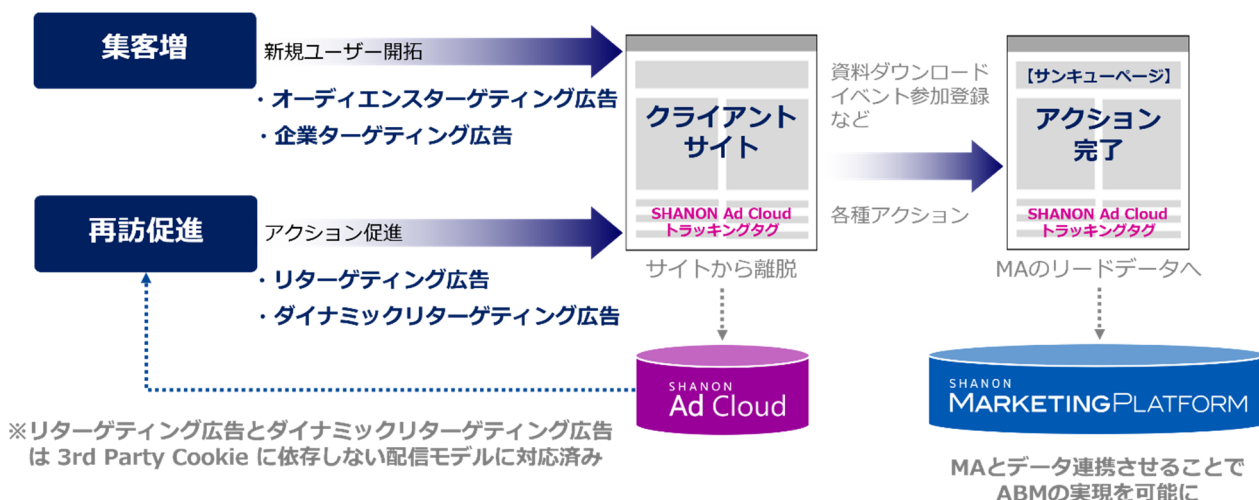 集客増
新規ユーザー開拓
・オーディエンスターゲティング広告
・企業ターゲティング広告
再訪促進
アクション促進
・リターゲティング広告
・ダイナミックリターゲティング広告
クライアント
サイト
SHANON Ad Cloud
トラッキングタグ
サイトから離脱
資料ダウンロード
イベント参加登録
など
各種アクション
【サンキューページ】
アクション
完了
SHANON Ad Cloud
トラッキングタグ
MAのリードデータへ
SHANON
Ad Cloud
SHANON
MARKETINGPLATFORM
※リターゲティング広告とダイナミックリターゲティング広告
は 3rd Party Cookie に依存しない配信モデルに対応済み
MAとデータ連携させることで
ABMの実現を可能に